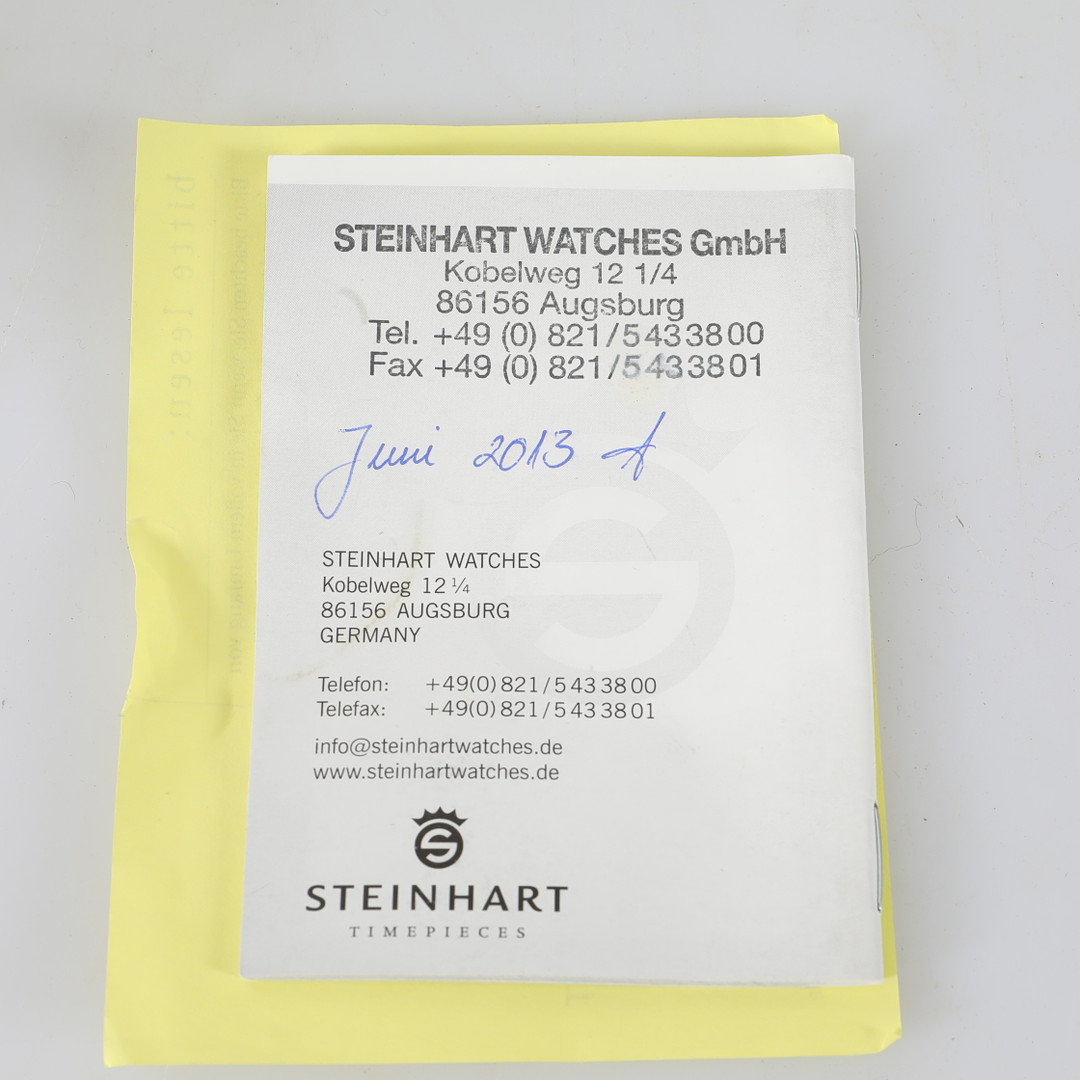 STEINHART WATCHES GmbH
Kobelweg 12 1/4
86156 Augsburg
Tel. +49 (0) 821/5433800
Fax +49 (0) 821/5433801
Juni 2013
STEINHART WATCHES
Kobelweg 12 ¼
86156 AUGSBURG
GERMANY
Telefon: +49(0)821/5433800
Telefax: +49(0)821/5433801
info@steinhartwatches.de
www.steinhartwatches.de
S
STEINHART
TIMEPIECES
bitte lesen: